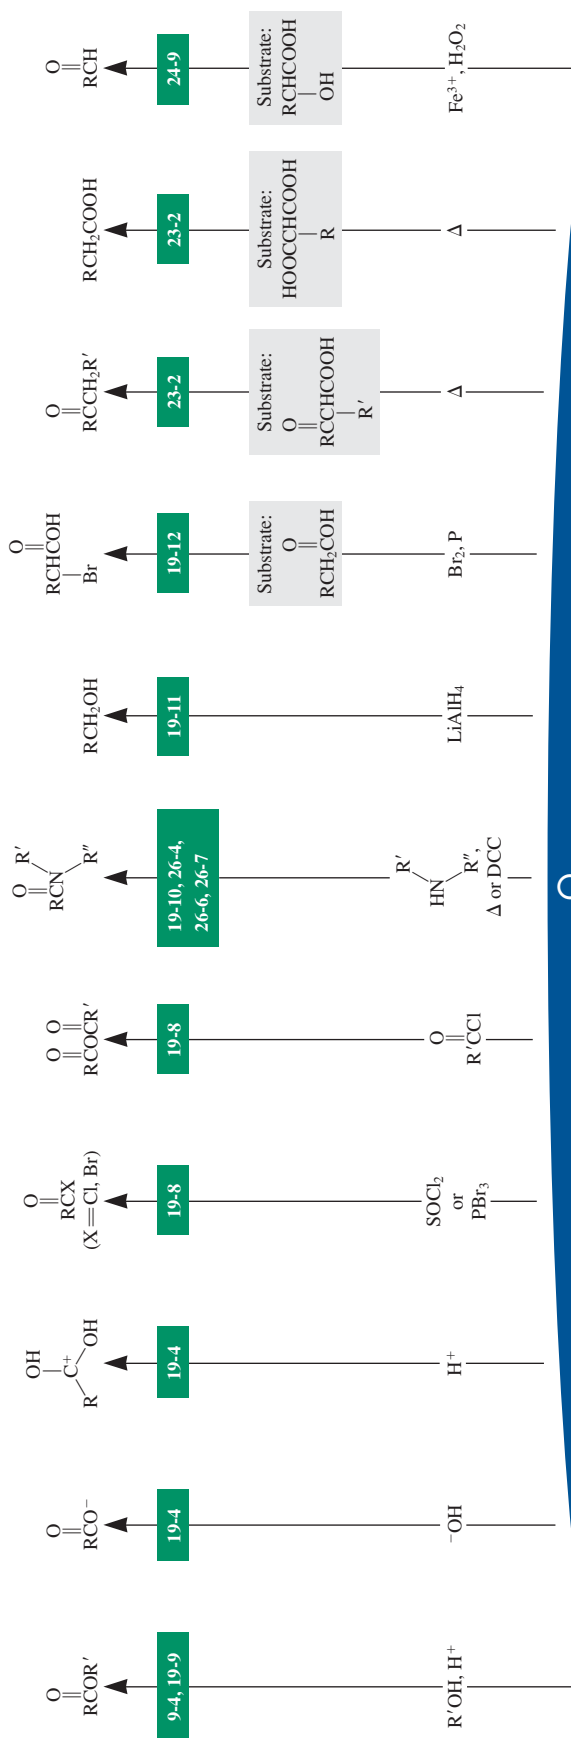 O
RCOR′
9-4, 19-9
R′OH, H⁺
O
RCO⁻
19-4
⁻OH
OH
R
C⁺
OH
19-4
H⁺
O
RCX
(X = Cl, Br)
19-8
SOCl₂
or
PBr₃
O O
RCOCR′
19-8
O
R′CCl
O
RCN
R′
R″
19-10, 26-4,
26-6, 26-7
R′
HN
R″,
Δ or DCC
RCH₂OH
19-11
LiAlH₄
O
RCHCOH
Br
19-12
Substrate:
O
RCH₂COH
Br₂, P
O
RCCH₂R′
23-2
Substrate:
O
RCCHCOOH
R′
Δ
RCH₂COOH
23-2
Substrate:
HOOCCHCOOH
R
Δ
O
RCH
24-9
Substrate:
RCHCOOH
OH
Fe³⁺, H₂O₂
O